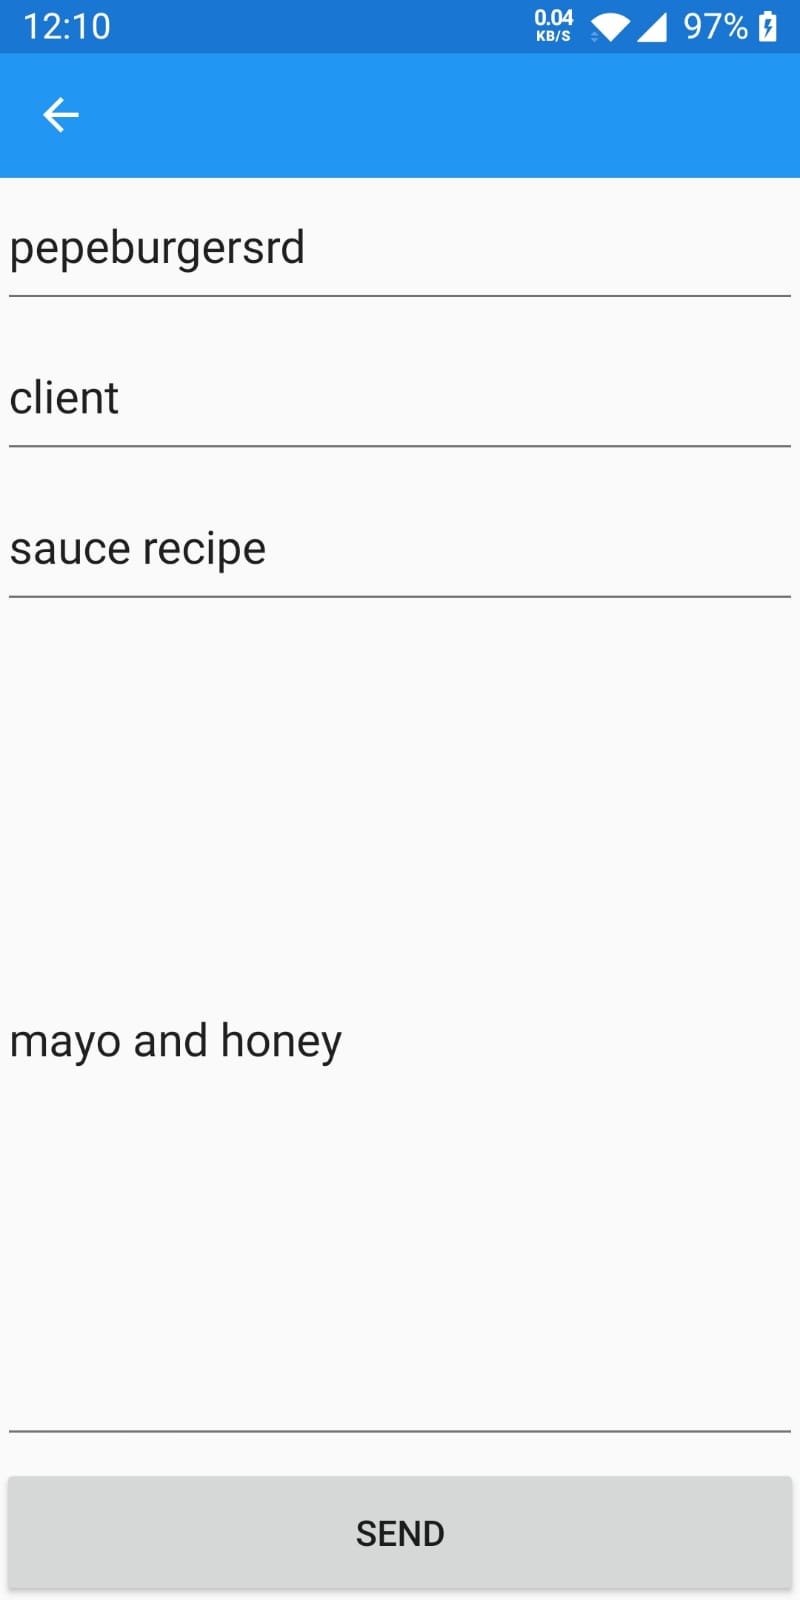 12:10
0.04
KB/S
97%
pepeburgersrd
client
sauce recipe
mayo and honey
SEND